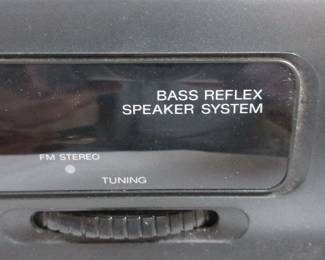 BASS REFLEX
SPEAKER SYSTEM
FM STEREO
TUNING